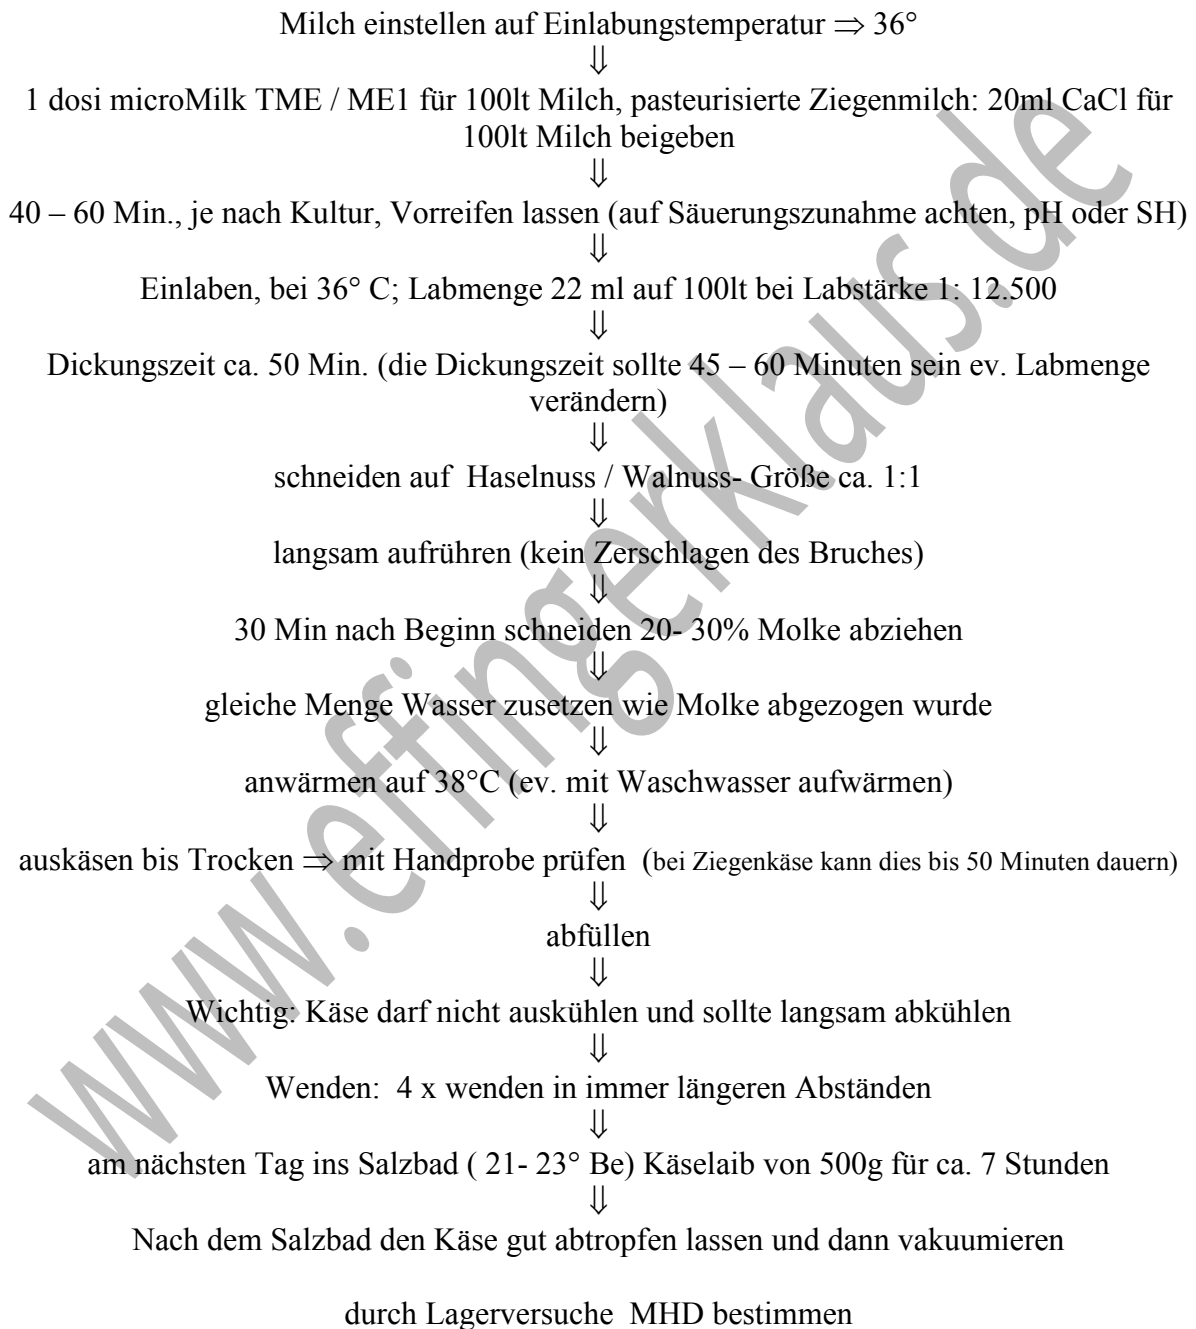 Milch einstellen auf Einlabungstemperatur ⇒ 36°
⇓
1 dosi microMilk TME / ME1 für 100lt Milch, pasteurisierte Ziegenmilch: 20ml CaCl für
100lt Milch beigeben
⇓
40 – 60 Min., je nach Kultur, Vorreifen lassen (auf Säuerungszunahme achten, pH oder SH)
⇓
Einlaben, bei 36° C; Labmenge 22 ml auf 100lt bei Labstärke 1: 12.500
⇓
Dickungszeit ca. 50 Min. (die Dickungszeit sollte 45 – 60 Minuten sein ev. Labmenge
verändern)
⇓
schneiden auf Haselnuss / Walnuss- Größe ca. 1:1
⇓
langsam aufrühren (kein Zerschlagen des Bruches)
⇓
30 Min nach Beginn schneiden 20- 30% Molke abziehen
⇓
gleiche Menge Wasser zusetzen wie Molke abgezogen wurde
⇓
anwärmen auf 38°C (ev. mit Waschwasser aufwärmen)
⇓
auskäsen bis Trocken ⇒ mit Handprobe prüfen (bei Ziegenkäse kann dies bis 50 Minuten dauern)
⇓
abfüllen
⇓
Wichtig: Käse darf nicht auskühlen und sollte langsam abkühlen
⇓
Wenden: 4 x wenden in immer längeren Abständen
⇓
am nächsten Tag ins Salzbad ( 21- 23° Be) Käselaib von 500g für ca. 7 Stunden
⇓
Nach dem Salzbad den Käse gut abtropfen lassen und dann vakuumieren
durch Lagerversuche MHD bestimmen
www.effingerklaus.de